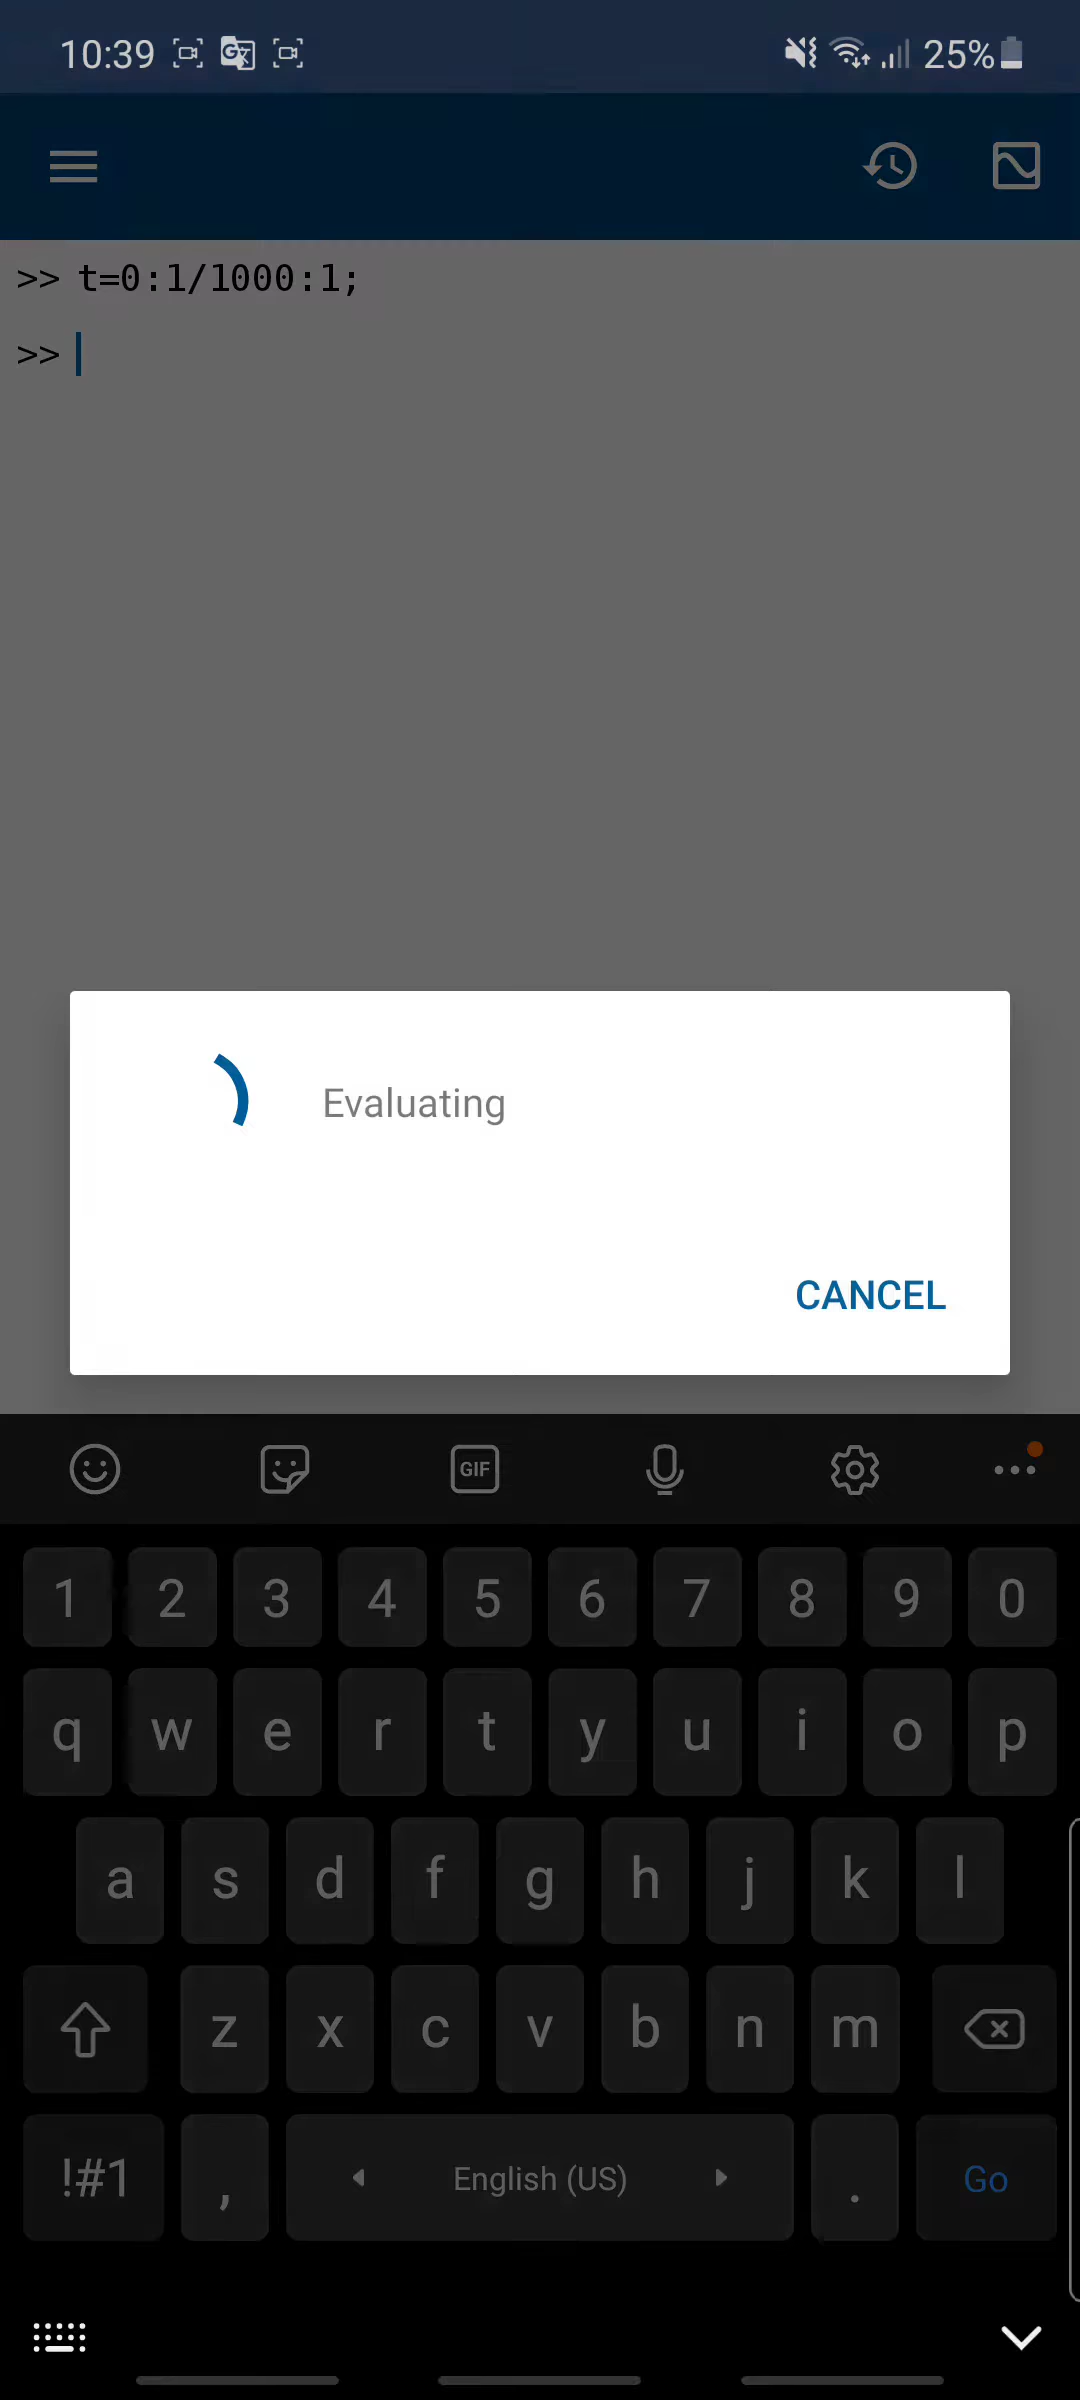 10:39 25%
>> t=0:1/1000:1;
>>
Evaluating
CANCEL
GIF
1 2 3 4 5 6 7 8 9 0
q w e r t y u i o p
a s d f g h j k l
z x c v b n m
!#1 , English (US) . Go